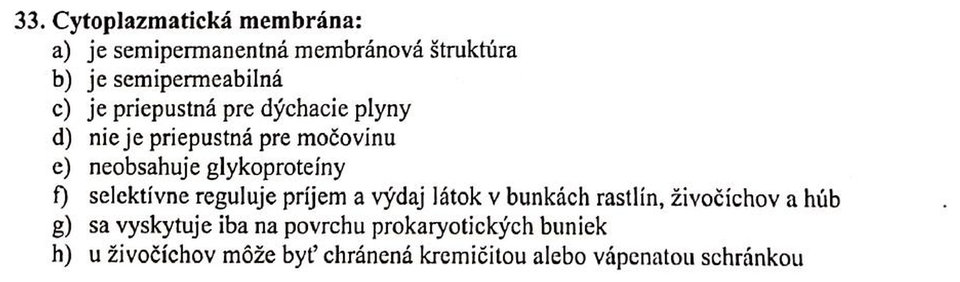 33. Cytoplazmatická membrána:
a) je semipermanentná membránová štruktúra
b) je semipermeabilná
c) je priepustná pre dýchacie plyny
d) nie je priepustná pre močovinu
e) neobsahuje glykoproteíny
f) selektívne reguluje príjem a výdaj látok v bunkách rastlín, živočíchov a húb
g) sa vyskytuje iba na povrchu prokaryotických buniek
h) u živočíchov môže byť chránená kremičitou alebo vápenatou schránkou